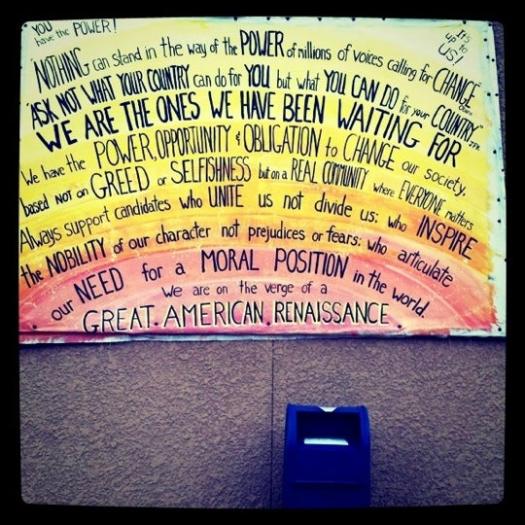 YOU have the POWER!
It's up to US!
"NOTHING can stand in the way of the POWER of millions of voices calling for CHANGE"
"ASK NOT WHAT YOUR COUNTRY can do for YOU but what YOU CAN DO for your COUNTRY"
WE ARE THE ONES WE HAVE BEEN WAITING FOR
We have the POWER, OPPORTUNITY & OBLIGATION to CHANGE our society.
based not on GREED or SELFISHNESS but on a REAL COMMUNITY where EVERYONE matters
Always support candidates who UNITE us not divide us: who INSPIRE
the NOBILITY of our character not prejudices or fears: who articulate
our NEED for a MORAL POSITION in the world.
We are on the verge of a
GREAT AMERICAN RENAISSANCE